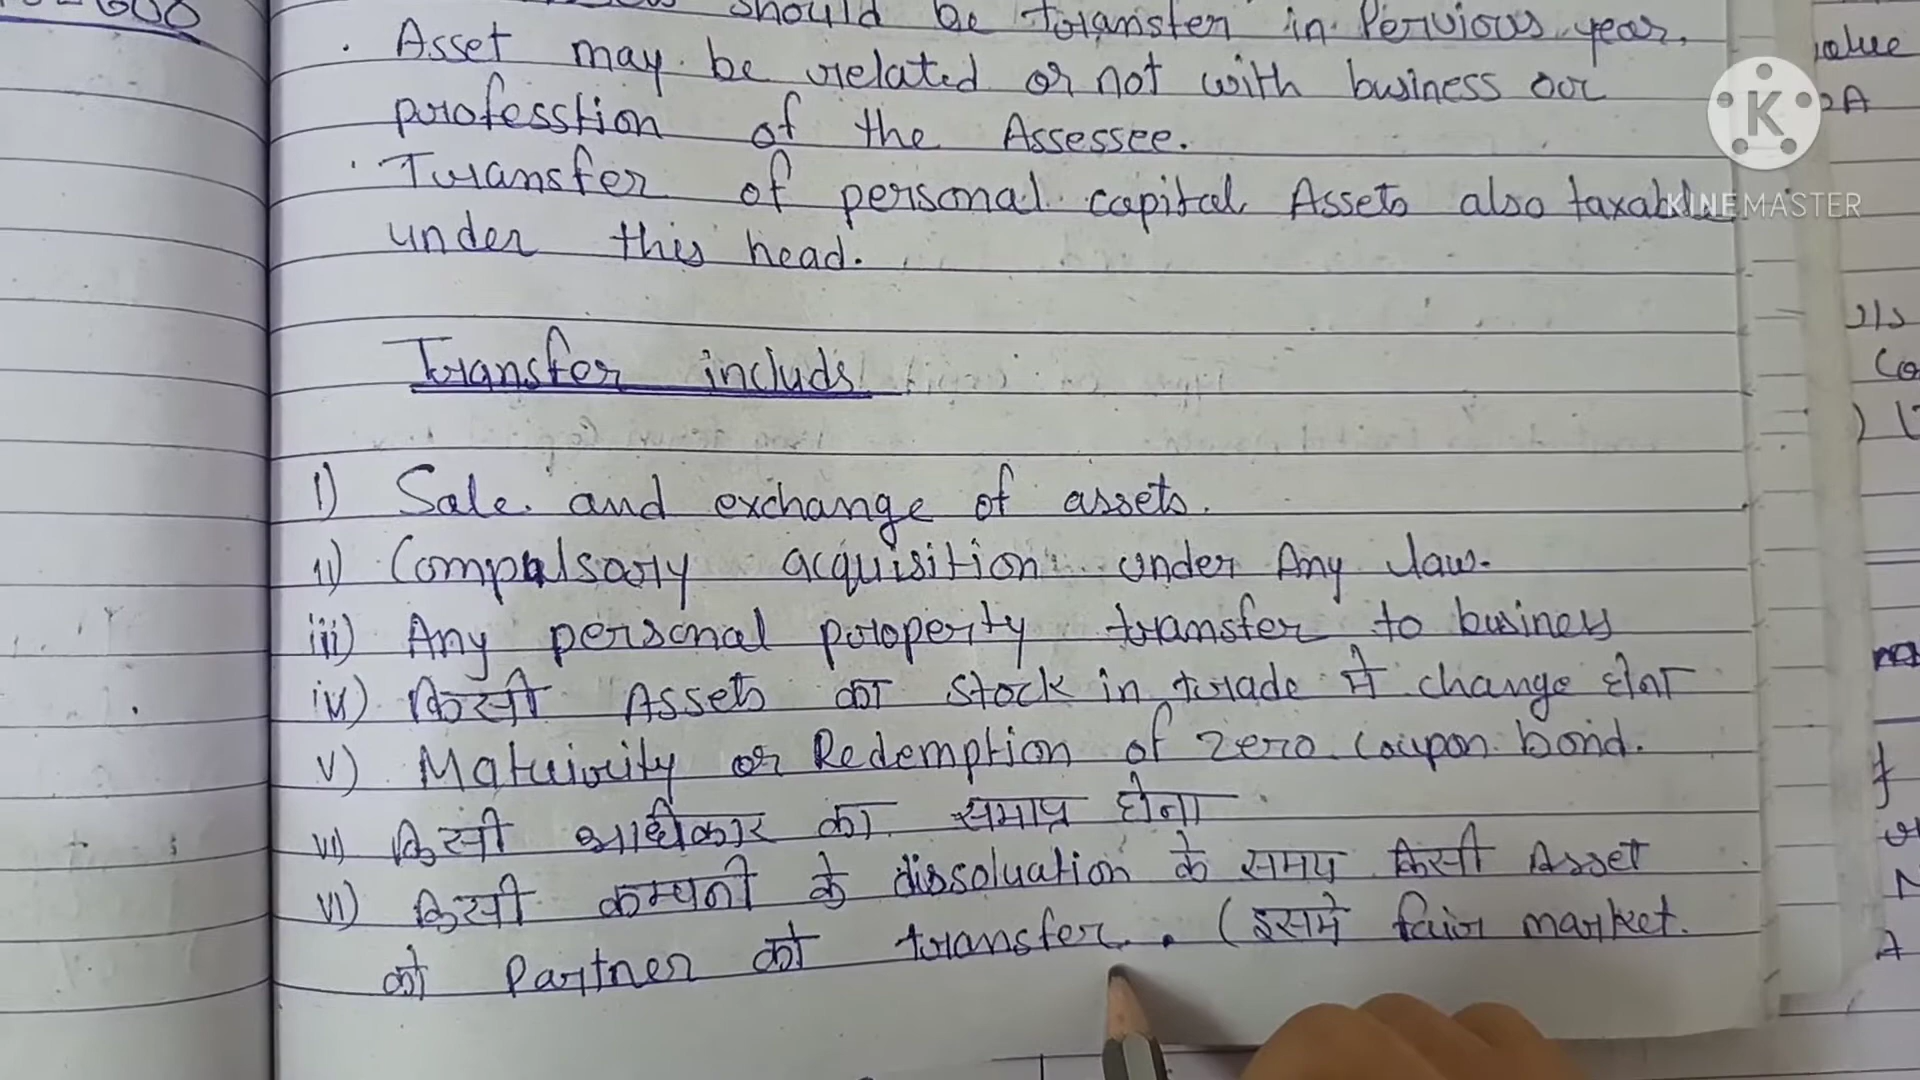 should be transfer in Pervious year.
. Asset may be related or not with business or
professtion of the Assessee.
. Transfer of personal capital Assets also taxable
under this head.
Transfer includs
i) Sale and exchange of assets.
ii) Compulsory acquisition under Any law.
iii) Any personal property transfer to business
iv) किसी Assets का stock in trade में change होना
v) Maturity or Redemption of zero coupon bond.
vi) किसी अधीकार का समाप्त होना
vi) किसी कम्पनी के dissoluation के समय किसी Asset
को Partner को transfer. (इसमे fair market
K
KINEMASTER
value